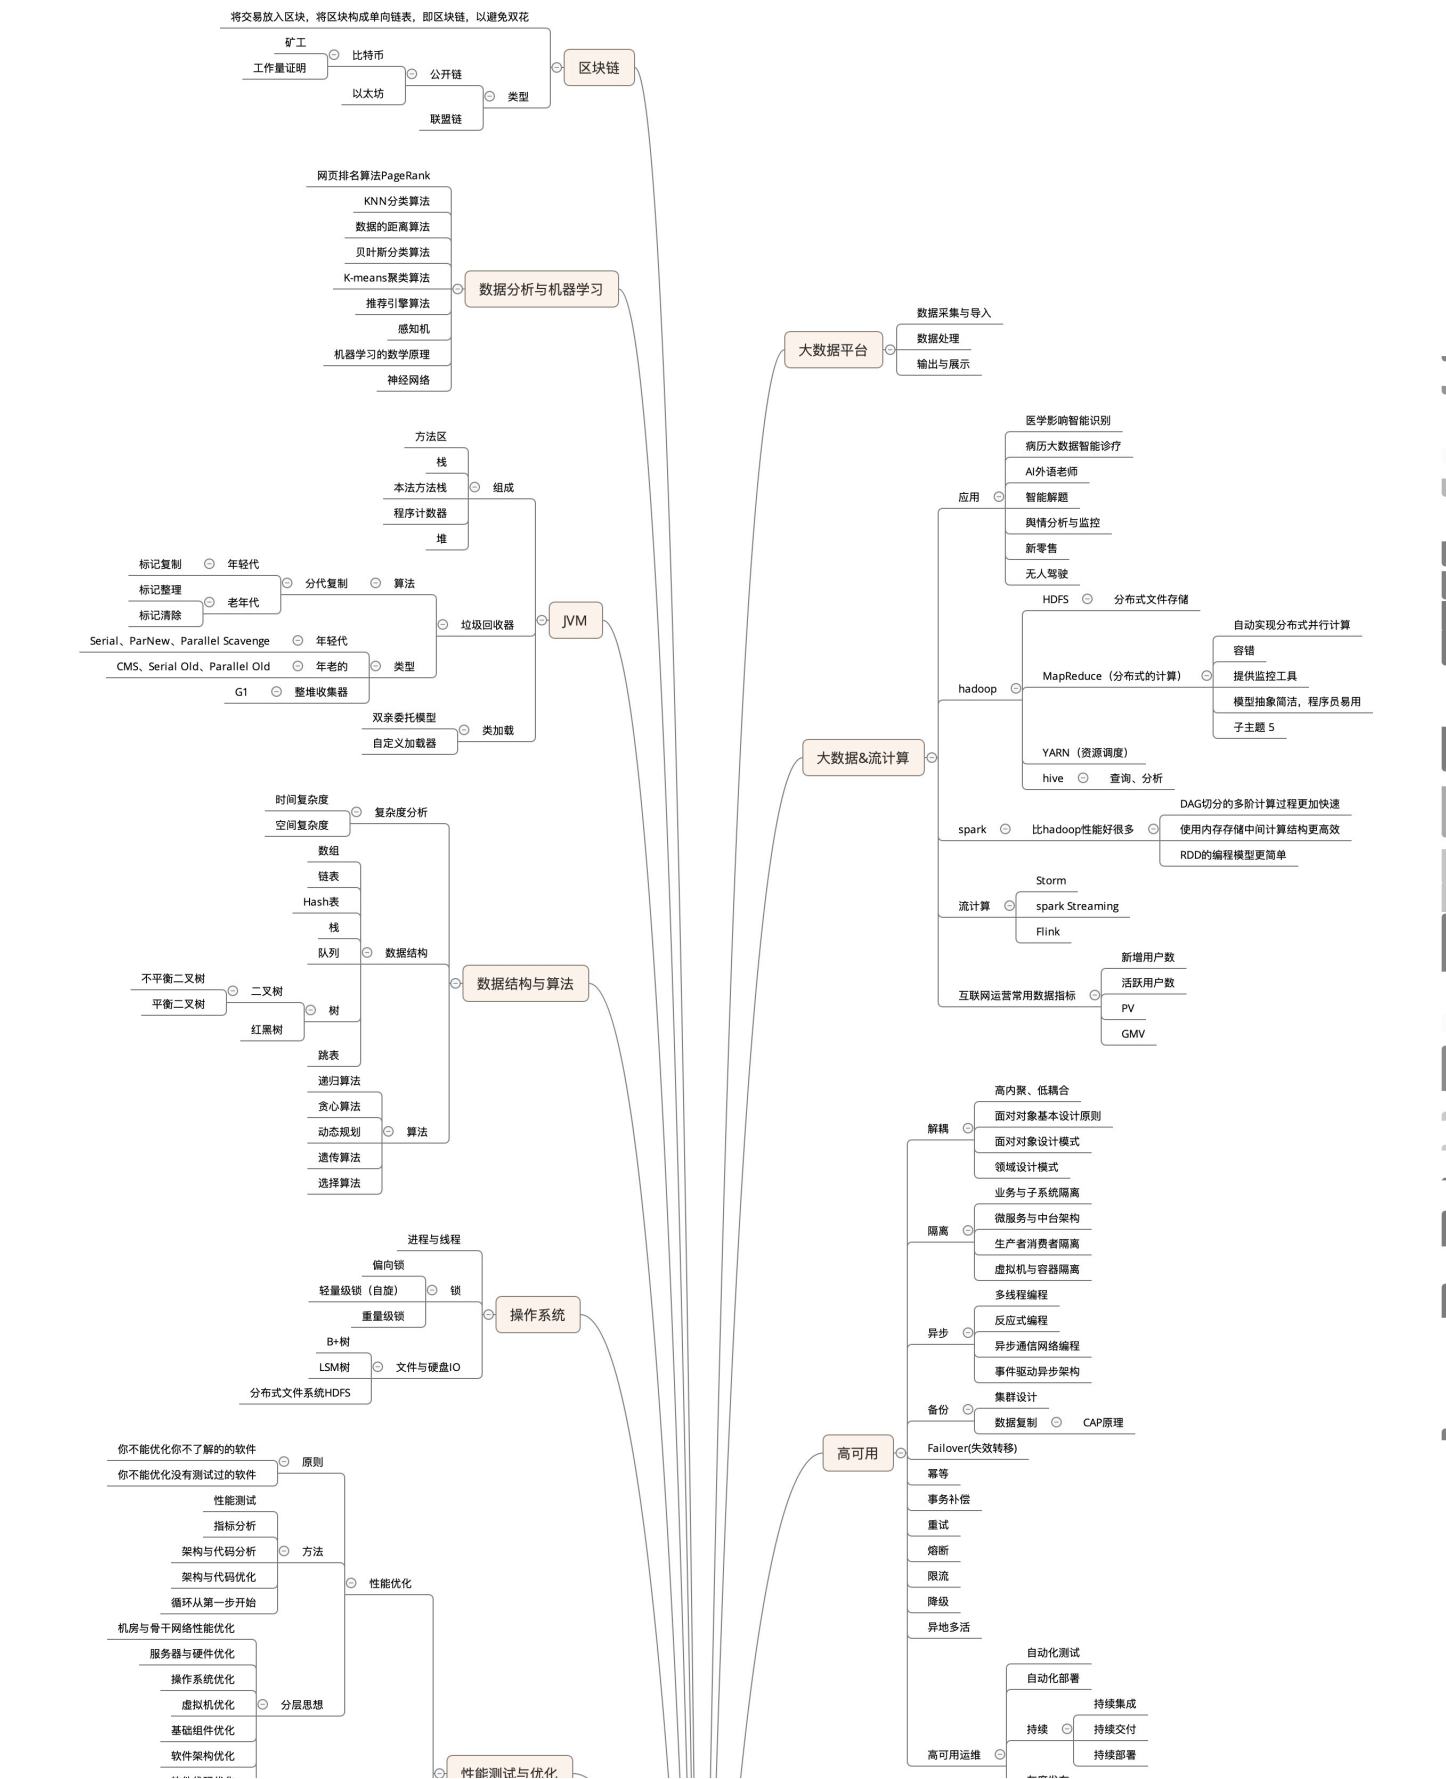 将交易放入区块，将区块构成单向链表，即区块链，以避免双花
矿工
工作量证明
比特币
以太坊
公开链
联盟链
类型
区块链
网页排名算法PageRank
KNN分类算法
数据的距离算法
贝叶斯分类算法
K-means聚类算法
推荐引擎算法
感知机
机器学习的数学原理
神经网络
数据分析与机器学习
方法区
栈
本法方法栈
程序计数器
堆
组成
标记复制
年轻代
标记整理
标记清除
老年代
分代复制
算法
Serial、ParNew、Parallel Scavenge
年轻代
CMS、Serial Old、Parallel Old
年老的
G1
整堆收集器
类型
垃圾回收器
双亲委托模型
自定义加载器
类加载
JVM
时间复杂度
空间复杂度
复杂度分析
数组
链表
Hash表
栈
队列
不平衡二叉树
平衡二叉树
二叉树
红黑树
树
跳表
数据结构
递归算法
贪心算法
动态规划
遗传算法
选择算法
算法
数据结构与算法
进程与线程
偏向锁
轻量级锁（自旋）
重量级锁
锁
B+树
LSM树
分布式文件系统HDFS
文件与硬盘IO
操作系统
你不能优化你不了解的的软件
你不能优化没有测试过的软件
原则
性能测试
指标分析
架构与代码分析
架构与代码优化
循环从第一步开始
方法
机房与骨干网络性能优化
服务器与硬件优化
操作系统优化
虚拟机优化
基础组件优化
软件架构优化
分层思想
性能优化
性能测试与优化
大数据平台
数据采集与导入
数据处理
输出与展示
大数据&流计算
应用
医学影响智能识别
病历大数据智能诊疗
AI外语老师
智能解题
舆情分析与监控
新零售
无人驾驶
hadoop
HDFS
分布式文件存储
MapReduce（分布式的计算）
自动实现分布式并行计算
容错
提供监控工具
模型抽象简洁，程序员易用
子主题 5
YARN（资源调度）
hive
查询、分析
spark
比hadoop性能好很多
DAG切分的多阶计算过程更加快速
使用内存存储中间计算结构更高效
RDD的编程模型更简单
流计算
Storm
spark Streaming
Flink
互联网运营常用数据指标
新增用户数
活跃用户数
PV
GMV
高可用
解耦
高内聚、低耦合
面对对象基本设计原则
面对对象设计模式
领域设计模式
隔离
业务与子系统隔离
微服务与中台架构
生产者消费者隔离
虚拟机与容器隔离
异步
多线程编程
反应式编程
异步通信网络编程
事件驱动异步架构
备份
集群设计
数据复制
CAP原理
Failover(失效转移)
幂等
事务补偿
重试
熔断
限流
降级
异地多活
高可用运维
自动化测试
自动化部署
持续
持续集成
持续交付
持续部署